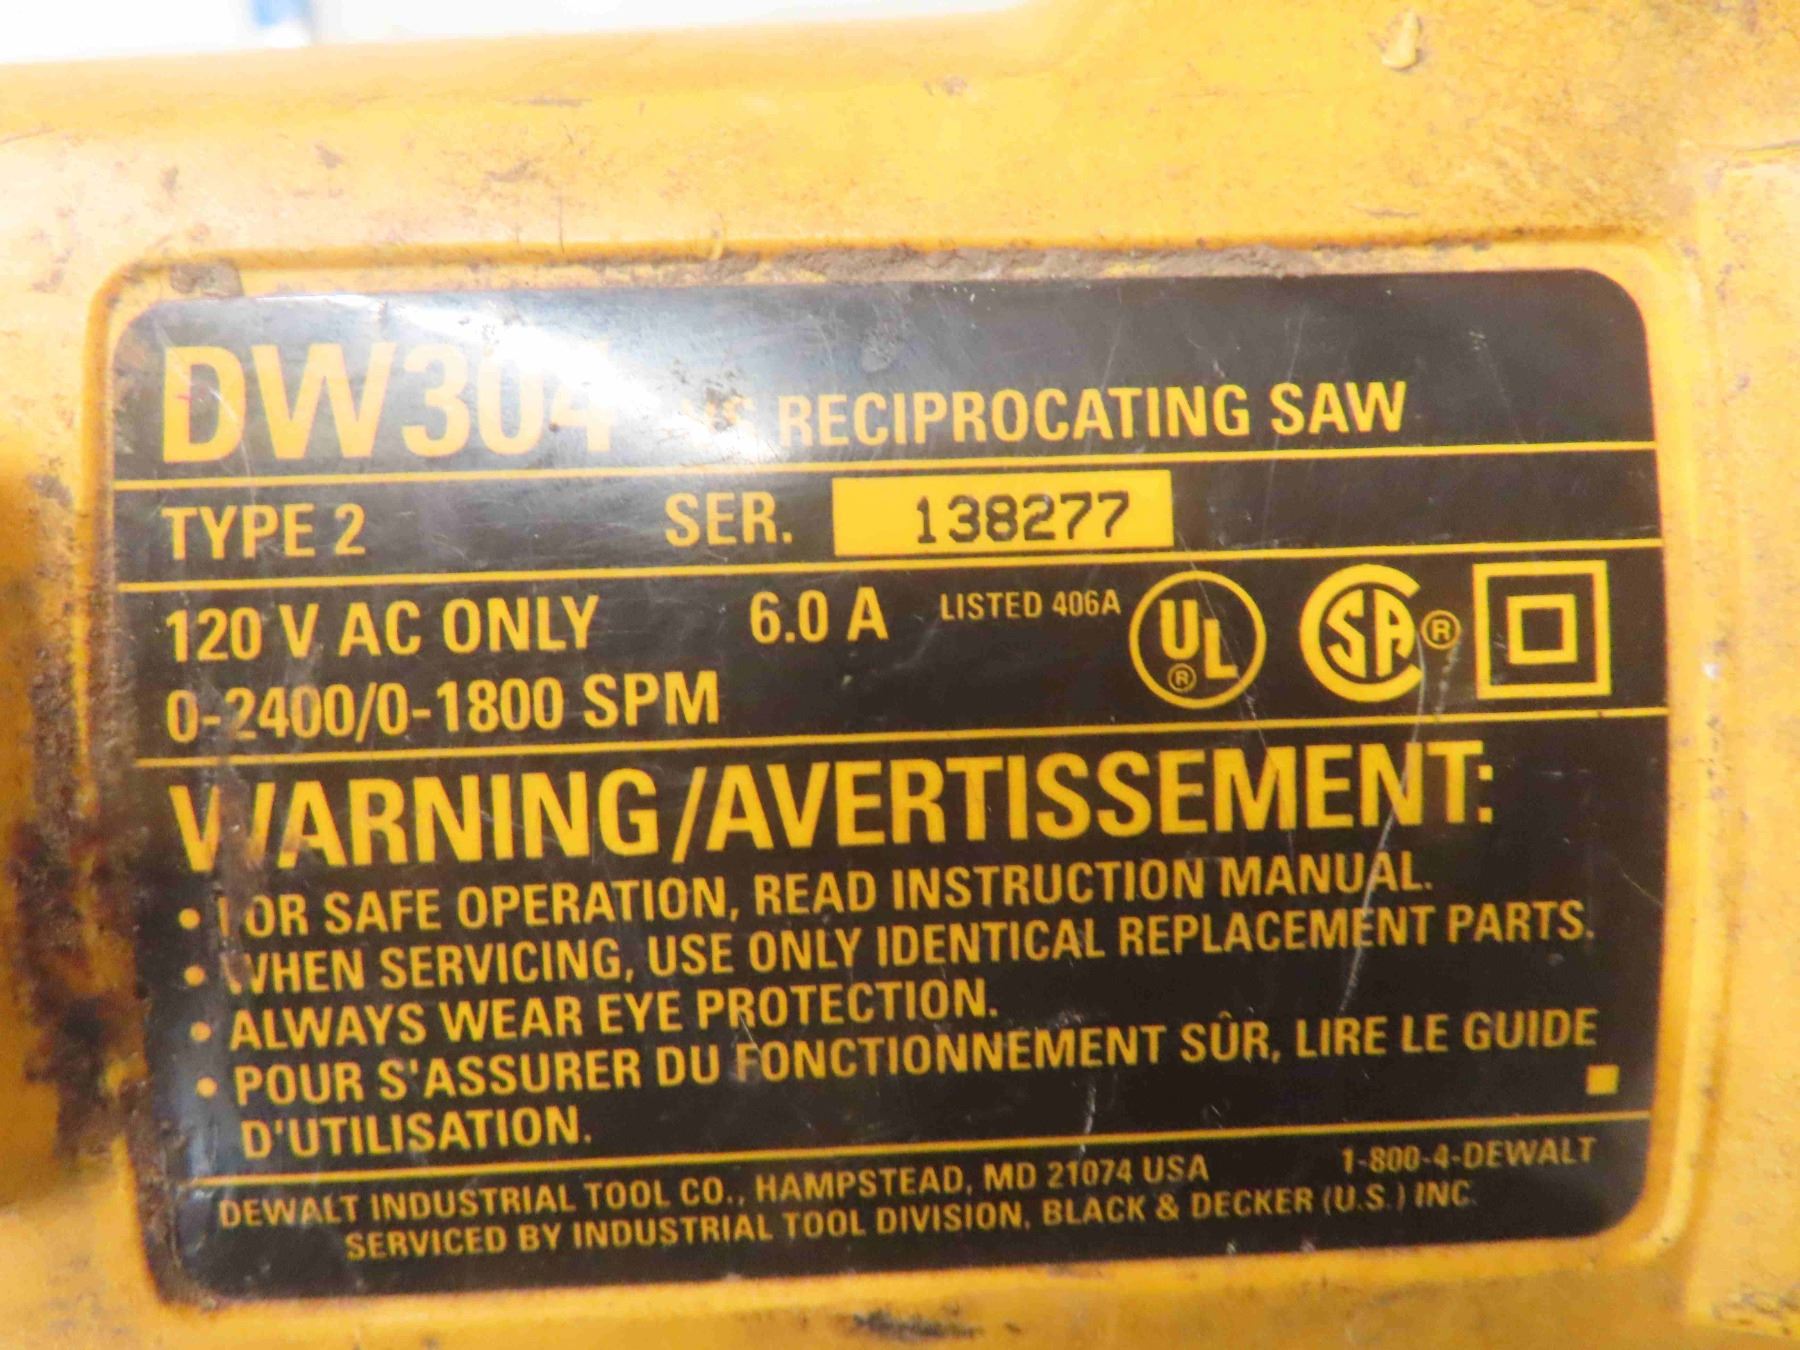 DW304 VS RECIPROCATING SAW
TYPE 2 SER. 138277
120 V AC ONLY 6.0 A LISTED 406A UL® SA®
0-2400/0-1800 SPM
WARNING/AVERTISSEMENT:
• FOR SAFE OPERATION, READ INSTRUCTION MANUAL.
• WHEN SERVICING, USE ONLY IDENTICAL REPLACEMENT PARTS.
• ALWAYS WEAR EYE PROTECTION.
• POUR S'ASSURER DU FONCTIONNEMENT SÛR, LIRE LE GUIDE
D'UTILISATION.
DEWALT INDUSTRIAL TOOL CO., HAMPSTEAD, MD 21074 USA 1-800-4-DEWALT
SERVICED BY INDUSTRIAL TOOL DIVISION, BLACK & DECKER (U.S.) INC.